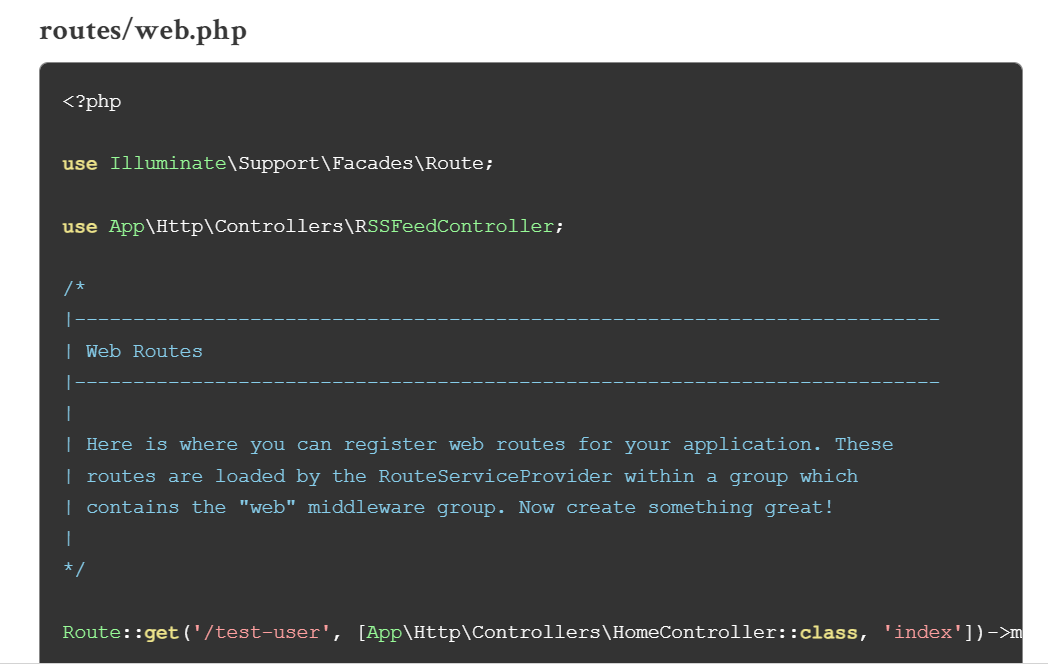 routes/web.php
<?php
use Illuminate\Support\Facades\Route;
use App\Http\Controllers\RSSFeedController;
/*
|--------------------------------------------------------------------------
| Web Routes
|--------------------------------------------------------------------------
|
| Here is where you can register web routes for your application. These
| routes are loaded by the RouteServiceProvider within a group which
| contains the "web" middleware group. Now create something great!
|
*/
Route::get('/test-user', [App\Http\Controllers\HomeController::class, 'index'])->m